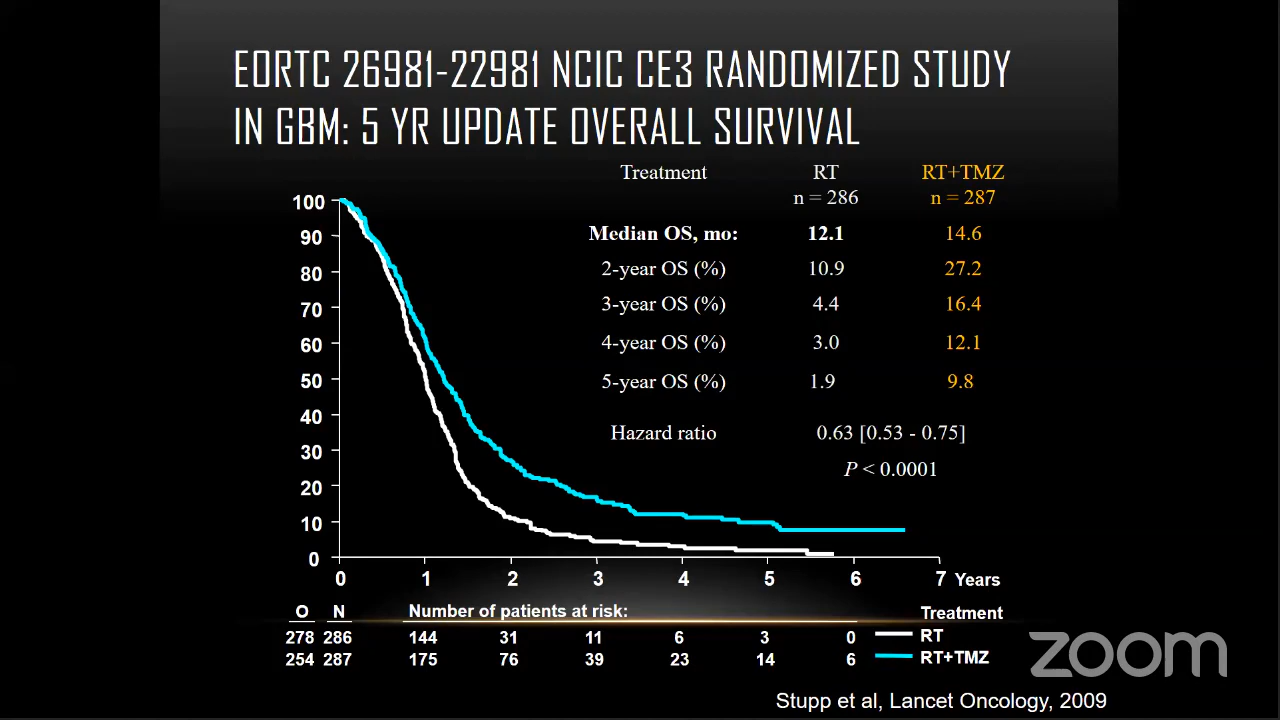 EORTC 26981-22981 NCIC CE3 RANDOMIZED STUDY
IN GBM: 5 YR UPDATE OVERALL SURVIVAL
Treatment RT RT+TMZ
n = 286 n = 287
Median OS, mo: 12.1 14.6
2-year OS (%) 10.9 27.2
3-year OS (%) 4.4 16.4
4-year OS (%) 3.0 12.1
5-year OS (%) 1.9 9.8
Hazard ratio 0.63 [0.53 - 0.75]
P < 0.0001
100
90
80
70
60
50
40
30
20
10
0
0 1 2 3 4 5 6 7 Years
O N Number of patients at risk: Treatment
278 286 144 31 11 6 3 0 RT
254 287 175 76 39 23 14 6 RT+TMZ
zoom
Stupp et al, Lancet Oncology, 2009